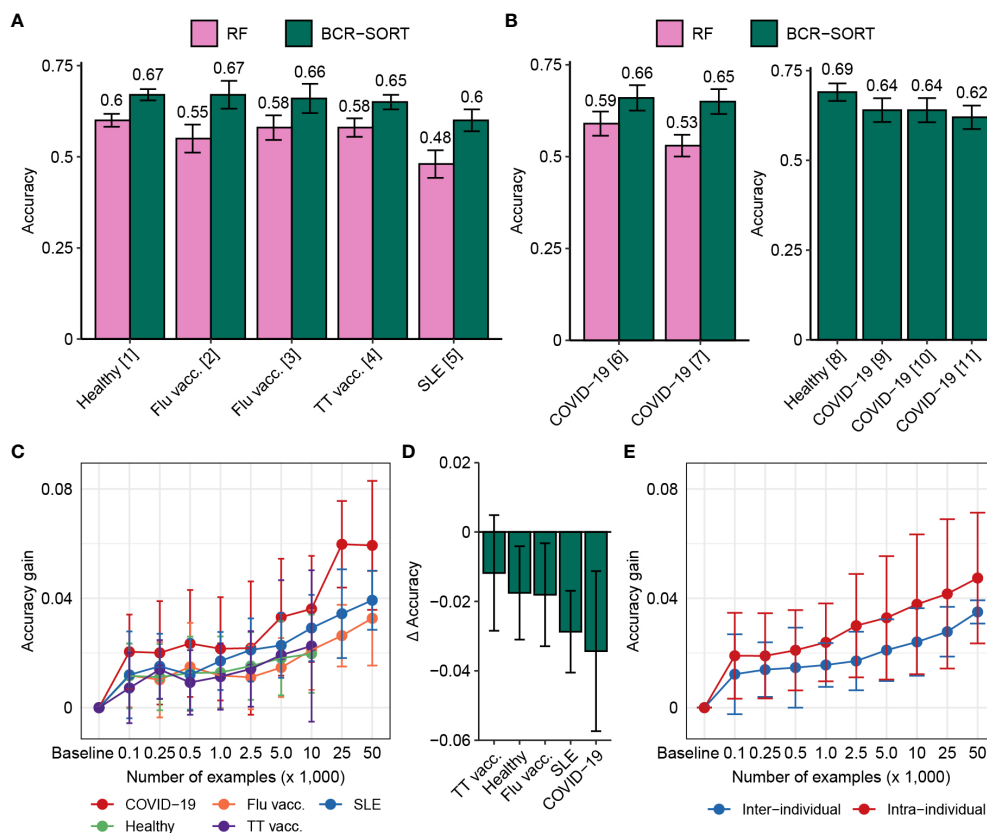 A
RF
BCR−SORT
0.75
0.5
0.25
0
Accuracy
0.6
0.67
0.55
0.67
0.58
0.66
0.58
0.65
0.48
0.6
Healthy [1]
Flu vacc. [2]
Flu vacc. [3]
TT vacc. [4]
SLE [5]
B
RF
BCR−SORT
0.75
0.5
0.25
0
Accuracy
0.59
0.66
0.53
0.65
COVID−19 [6]
COVID−19 [7]
0.75
0.50
0.25
0
Accuracy
0.69
0.64
0.64
0.62
Healthy [8]
COVID−19 [9]
COVID−19 [10]
COVID−19 [11]
C
0.08
0.04
0
Accuracy gain
Baseline 0.1 0.25 0.5 1.0 2.5 5.0 10 25 50
Number of examples (x 1,000)
COVID−19
Flu vacc.
SLE
Healthy
TT vacc.
D
0.02
0
−0.02
−0.04
−0.06
Δ Accuracy
TT vacc.
Healthy
Flu vacc.
SLE
COVID−19
E
0.08
0.04
0
Accuracy gain
Baseline 0.1 0.25 0.5 1.0 2.5 5.0 10 25 50
Number of examples (x 1,000)
Inter−individual
Intra−individual